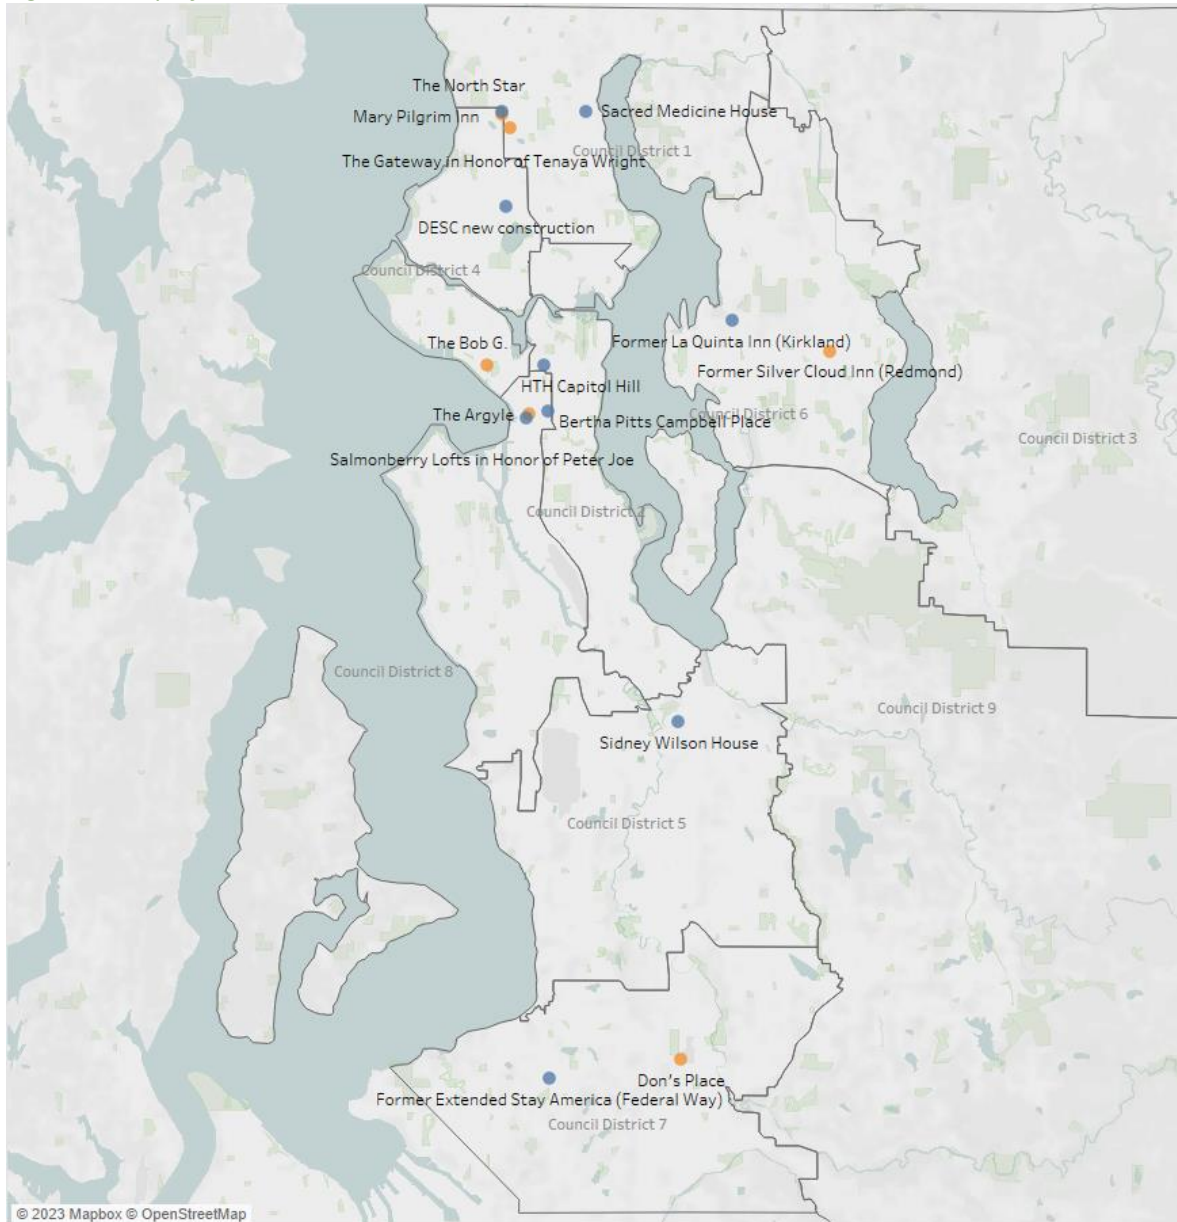 The North Star
Mary Pilgrim Inn
Sacred Medicine House
Council District 1
The Gateway in Honor of Tenaya Wright
DESC new construction
Council District 4
The Bob G.
Former La Quinta Inn (Kirkland)
Former Silver Cloud Inn (Redmond)
HTH Capitol Hill
The Argyle
Bertha Pitts Campbell Place
Council District 6
Council District 3
Salmonberry Lofts in Honor of Peter Joe
Council District 2
Council District 8
Council District 9
Sidney Wilson House
Council District 5
Don's Place
Former Extended Stay America (Federal Way)
Council District 7
© 2023 Mapbox © OpenStreetMap